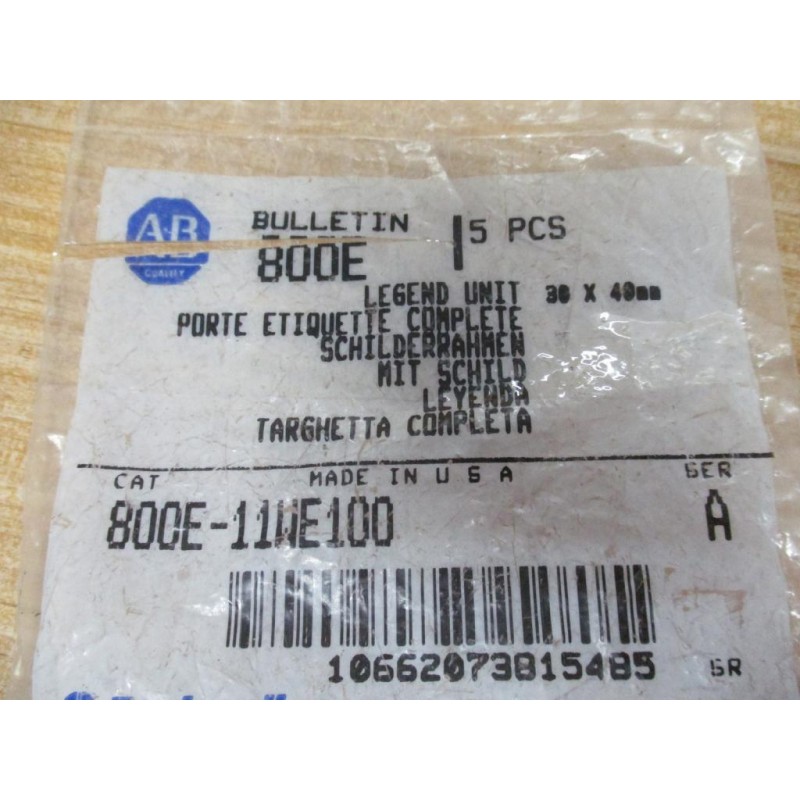 A-B
QUALITY
BULLETIN
800E
5 PCS
LEGEND UNIT 30 X 40mm
PORTE ETIQUETTE COMPLETE
SCHILDERRAHMEN
MIT SCHILD
LEYENDA
TARGHETTA COMPLETA
CAT
MADE IN U S A
SER
800E-11WE100
A
10662073815485
SR